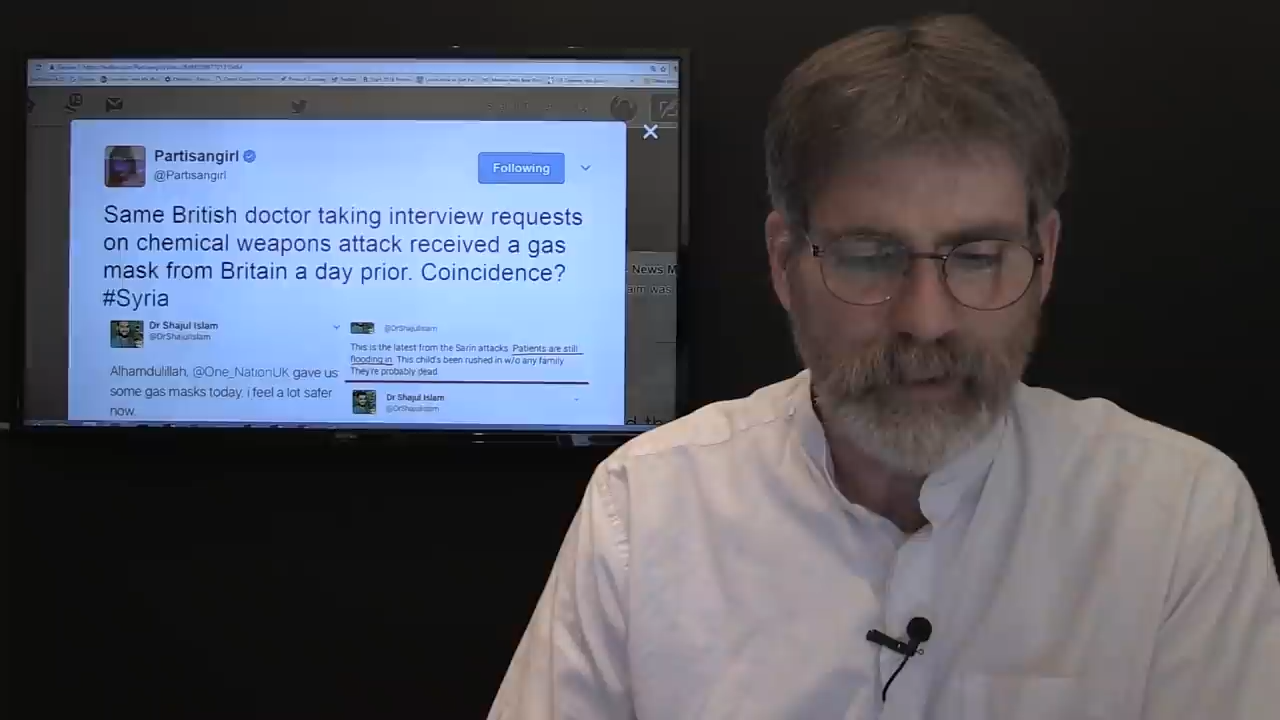 Partisangirl
@Partisangirl
Following
Same British doctor taking interview requests
on chemical weapons attack received a gas
mask from Britain a day prior. Coincidence?
#Syria
Dr Shajul Islam
@DrShajulIslam
Alhamdulillah, @One_NationUK gave us
some gas masks today. i feel a lot safer
now.
@DrShajulIslam
This is the latest from the Sarin attacks. Patients are still
flooding in. This child's been rushed in w/o any family.
They're probably dead.
Dr Shajul Islam
@DrShajulIslam
News M
aim was